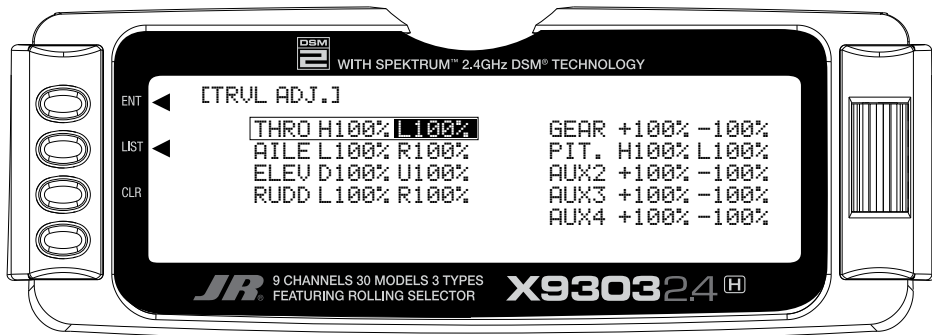 DSM
2
WITH SPEKTRUM™ 2.4GHz DSM® TECHNOLOGY
ENT
LIST
CLR
[TRVL ADJ.]
THRO H100% L100%
AILE L100% R100%
ELEV D100% U100%
RUDD L100% R100%
GEAR +100% -100%
PIT. H100% L100%
AUX2 +100% -100%
AUX3 +100% -100%
AUX4 +100% -100%
JR®
9 CHANNELS 30 MODELS 3 TYPES
FEATURING ROLLING SELECTOR
X9303 2.4 H